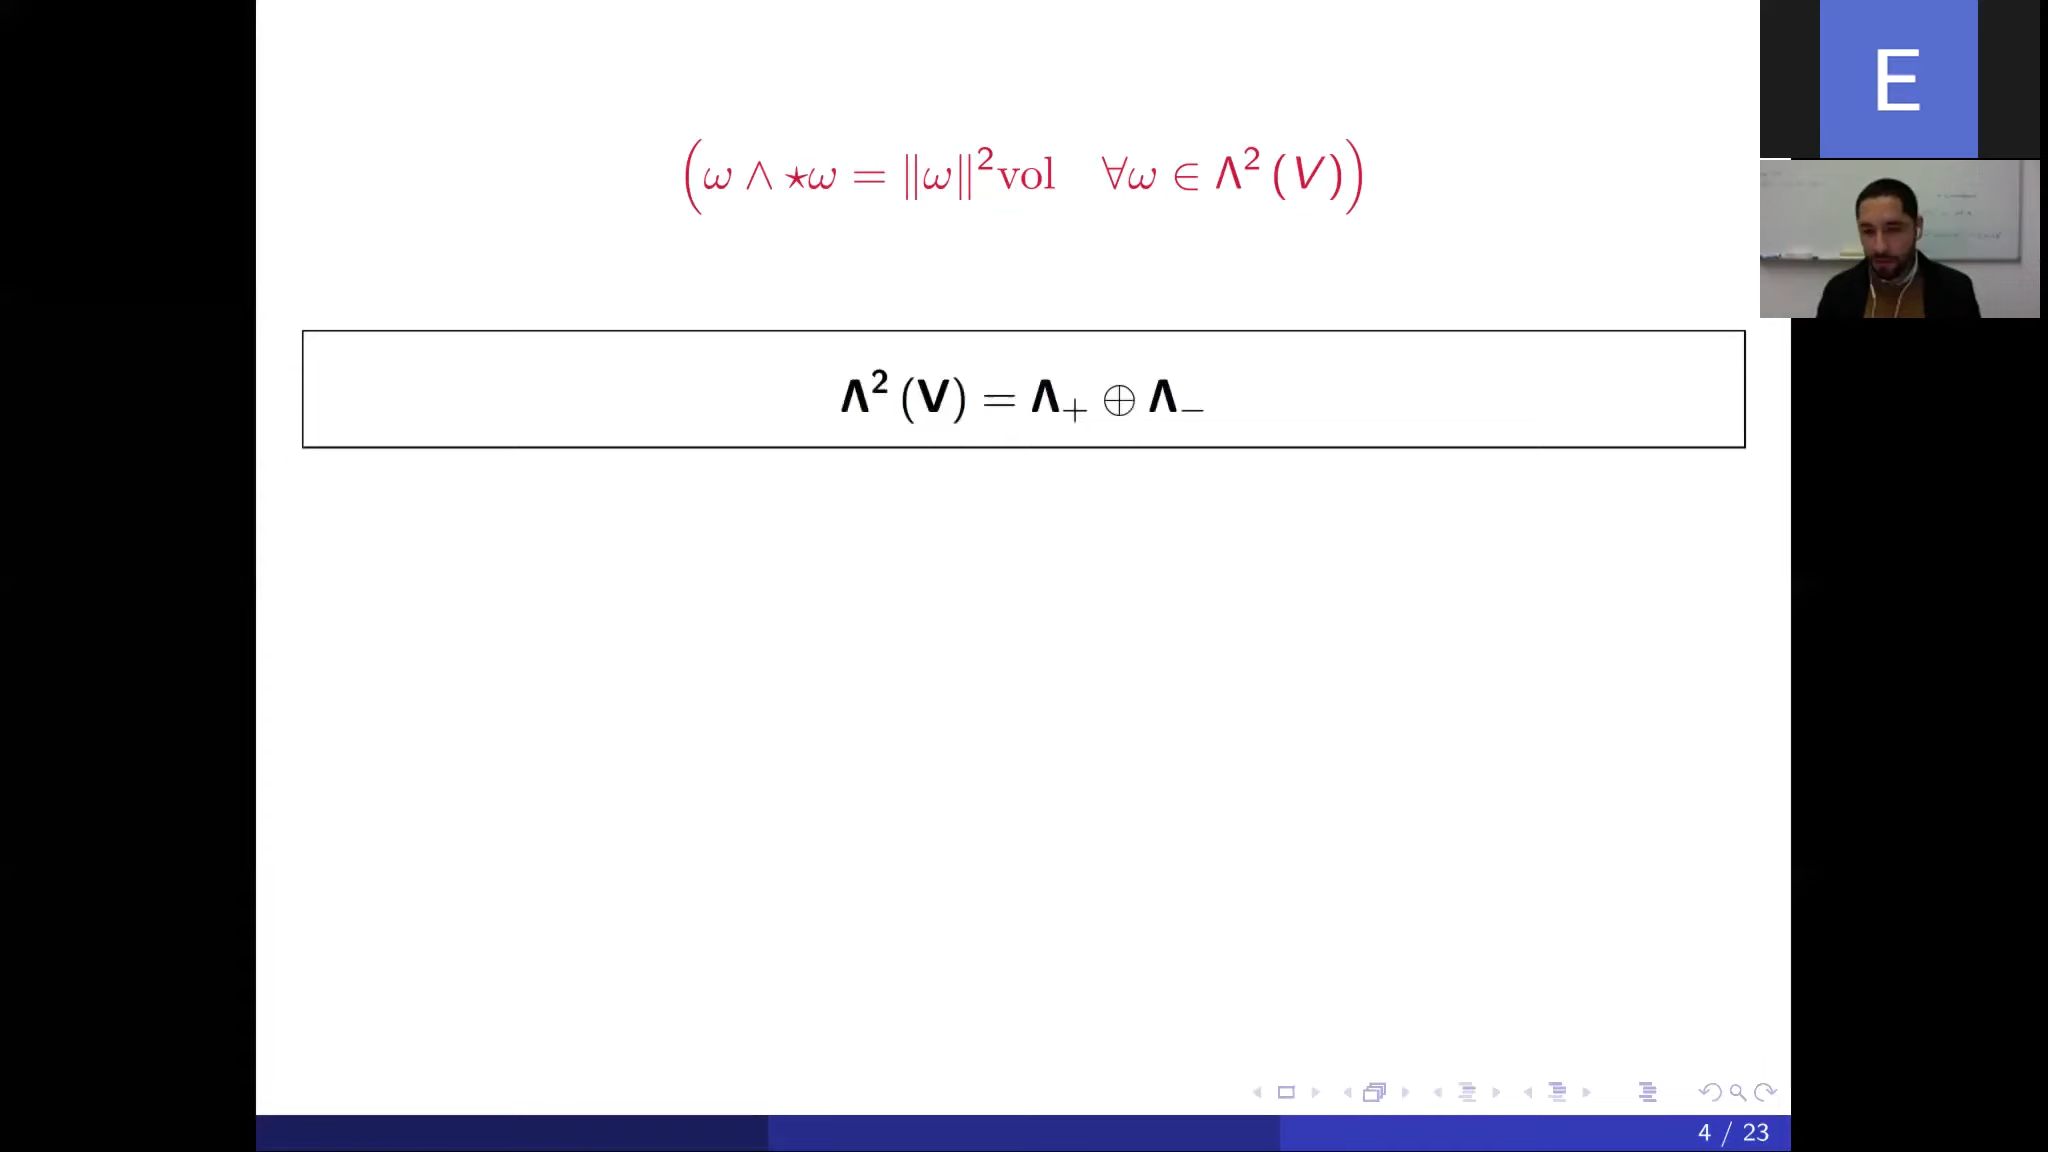 E
(ω ∧ ⋆ω = ‖ω‖²vol ∀ω ∈ Λ² (V))
Λ² (V) = Λ₊ ⊕ Λ₋
4 / 23